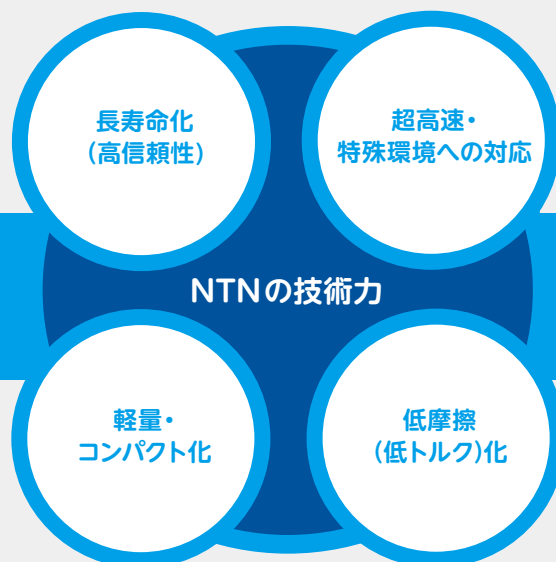 長寿命化
(高信頼性)
超高速・
特殊環境への対応
NTNの技術力
軽量・
コンパクト化
低摩擦
(低トルク)化